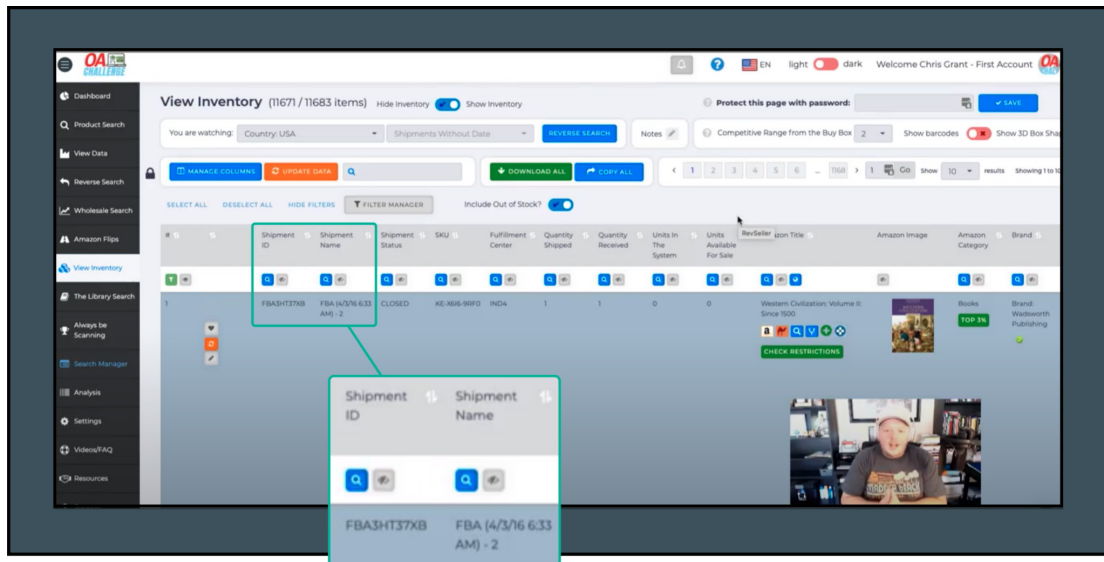 OA
CHALLENGE
EN light dark Welcome Chris Grant - First Account OA
Dashboard
Product Search
View Data
Reverse Search
Wholesale Search
Amazon Flips
View Inventory
The Library Search
Always be
Scanning
Search Manager
Analysis
Settings
Videos/FAQ
Resources
View Inventory (11671 / 11683 items) Hide Inventory Show Inventory
Protect this page with password: SAVE
You are watching: Country: USA Shipments Without Date REVERSE SEARCH Notes
Competitive Range from the Buy Box 2 Show barcodes Show 3D Box Sha
MANAGE COLUMNS UPDATE DATA DOWNLOAD ALL COPY ALL
< 1 2 3 4 5 6 ... 1168 > 1 Go Show 10 results Showing 1 to 10
SELECT ALL DESELECT ALL HIDE FILTERS FILTER MANAGER Include Out of Stock?
# Shipment ID Shipment Name Shipment Status SKU Fulfillment Center Quantity Shipped Quantity Received Units In The System Units Available For Sale RevSeller zon Title Amazon Image Amazon Category Brand
1 FBA3HT37XB FBA (4/3/16 6:33 AM) - 2 CLOSED KE-X6I6-9RF0 IND4 1 1 0 0
Western Civilization: Volume II:
Since 1500
CHECK RESTRICTIONS
Books
TOP 3%
Brand:
Wadsworth
Publishing
Shipment ID
Shipment Name
FBA3HT37XB
FBA (4/3/16 6:33
AM) - 2